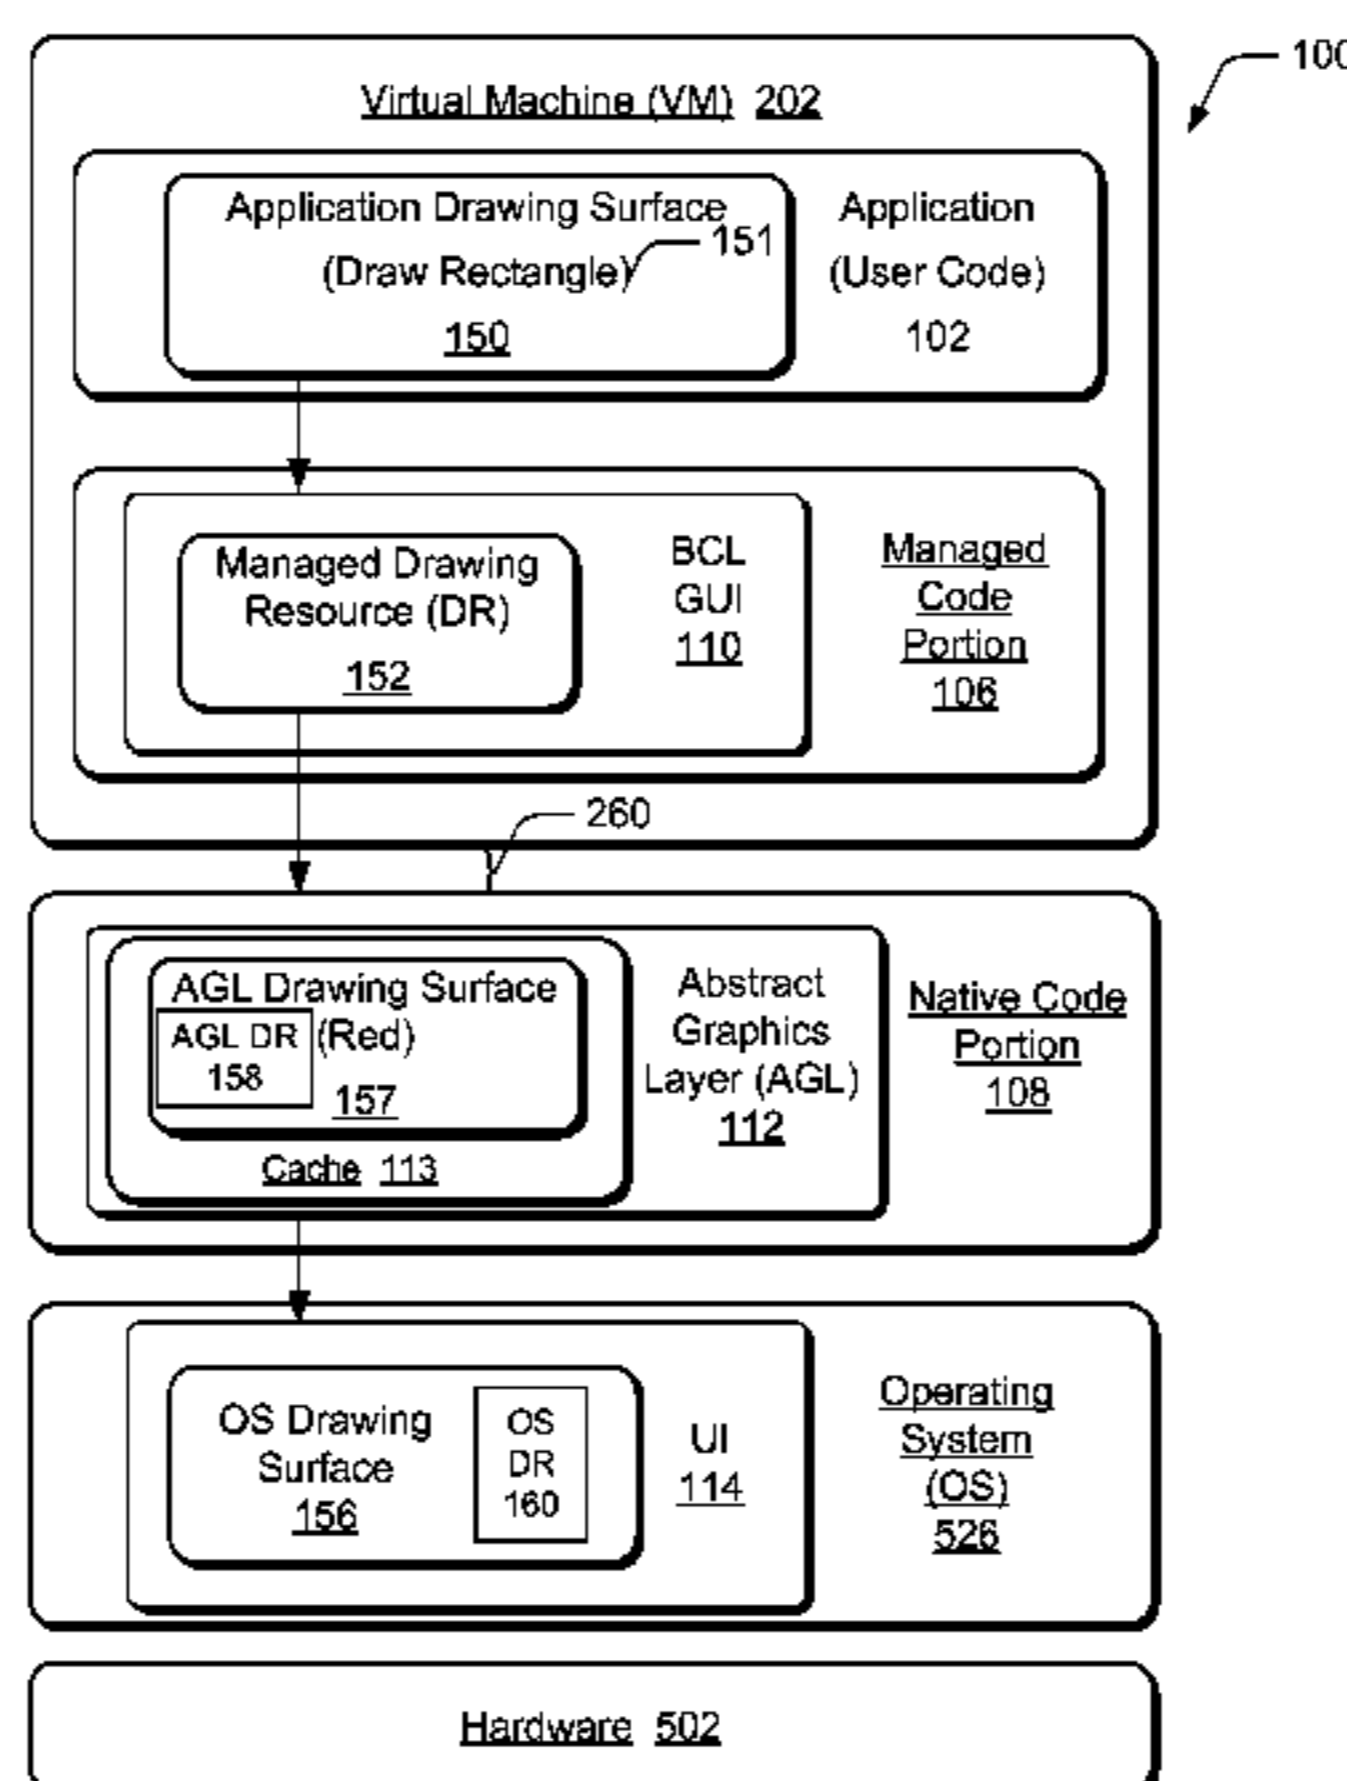 100
Virtual Machine (VM) 202
Application Drawing Surface
(Draw Rectangle)
151
150
Application
(User Code)
102
Managed Drawing
Resource (DR)
152
BCL
GUI
110
Managed
Code
Portion
106
260
AGL Drawing Surface
(Red)
AGL DR
158
157
Cache 113
Abstract
Graphics
Layer (AGL)
112
Native Code
Portion
108
OS Drawing
Surface
156
OS
DR
160
UI
114
Operating
System
(OS)
526
Hardware 502